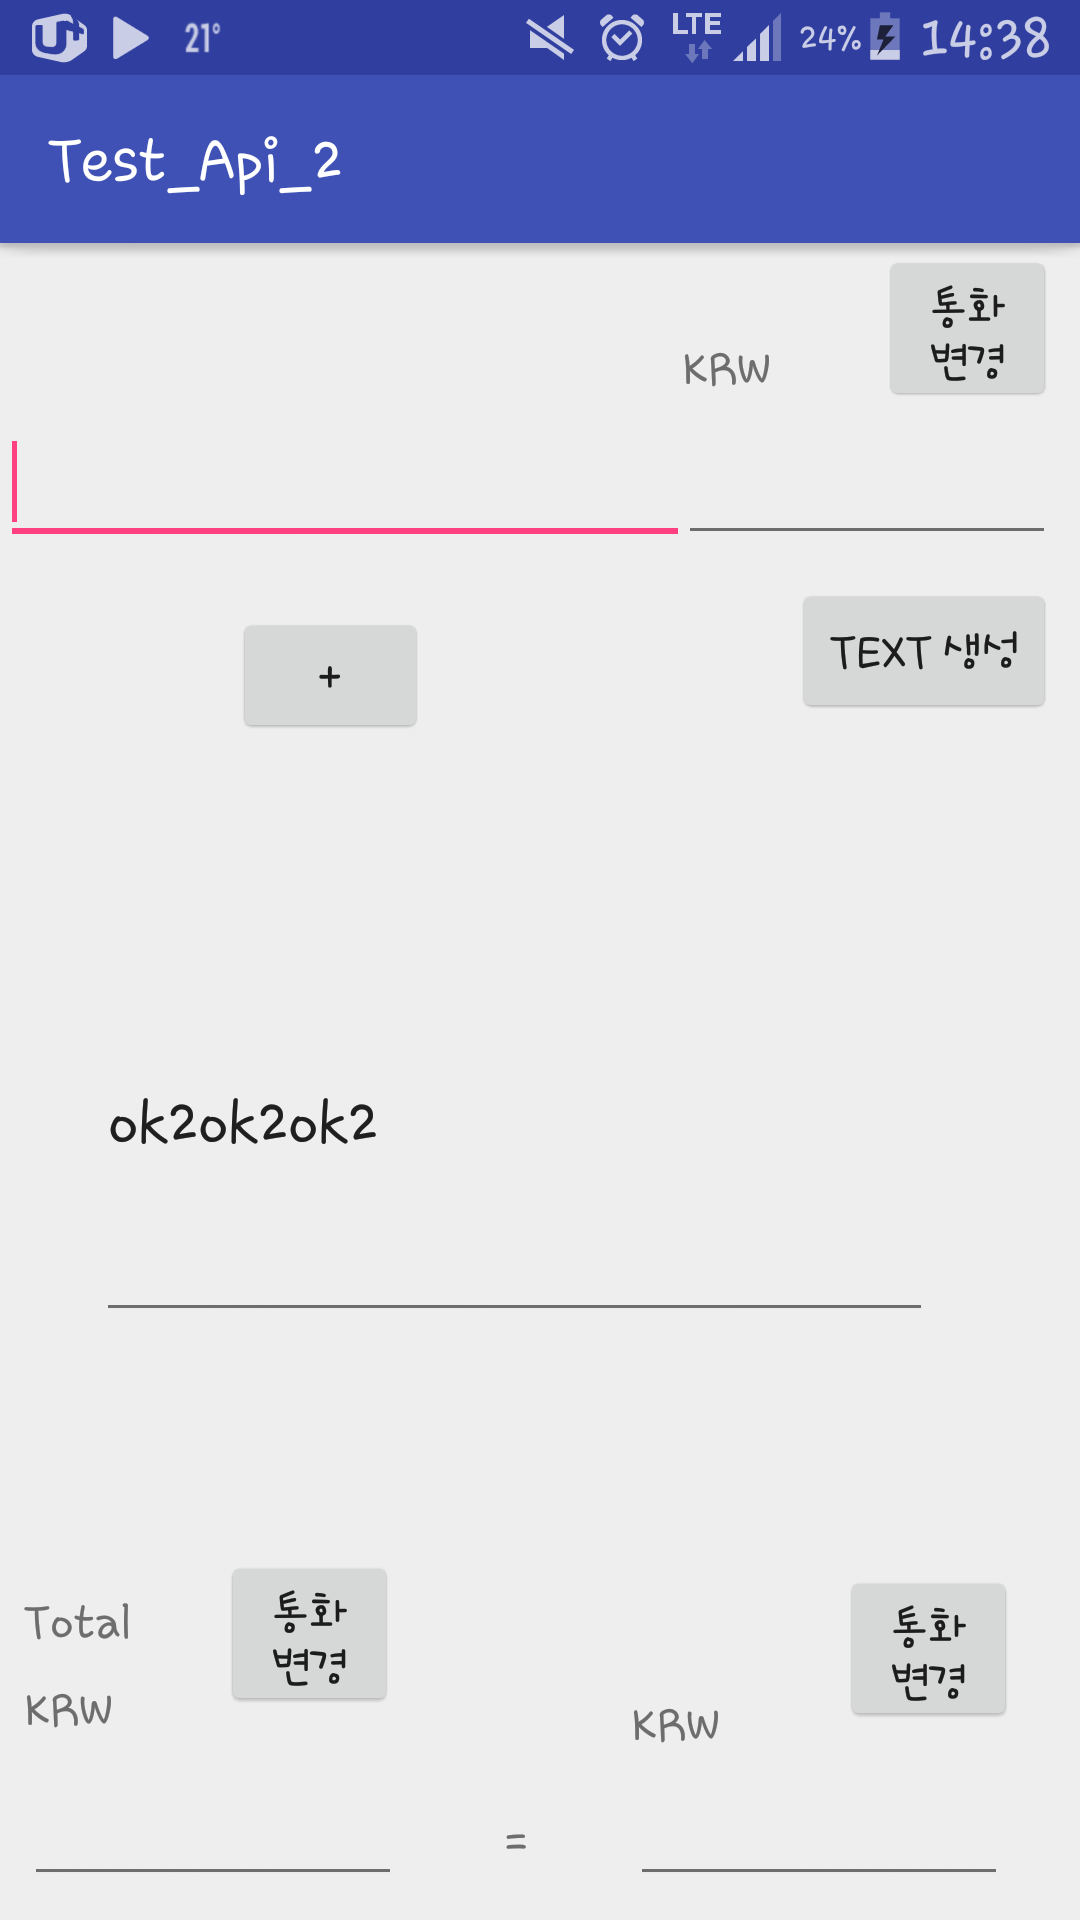 U+ 21° LTE 24% 14:38
Test_Api_2
통화
변경
KRW
+
TEXT 생성
ok2ok2ok2
Total
통화
변경
통화
변경
KRW
KRW
=